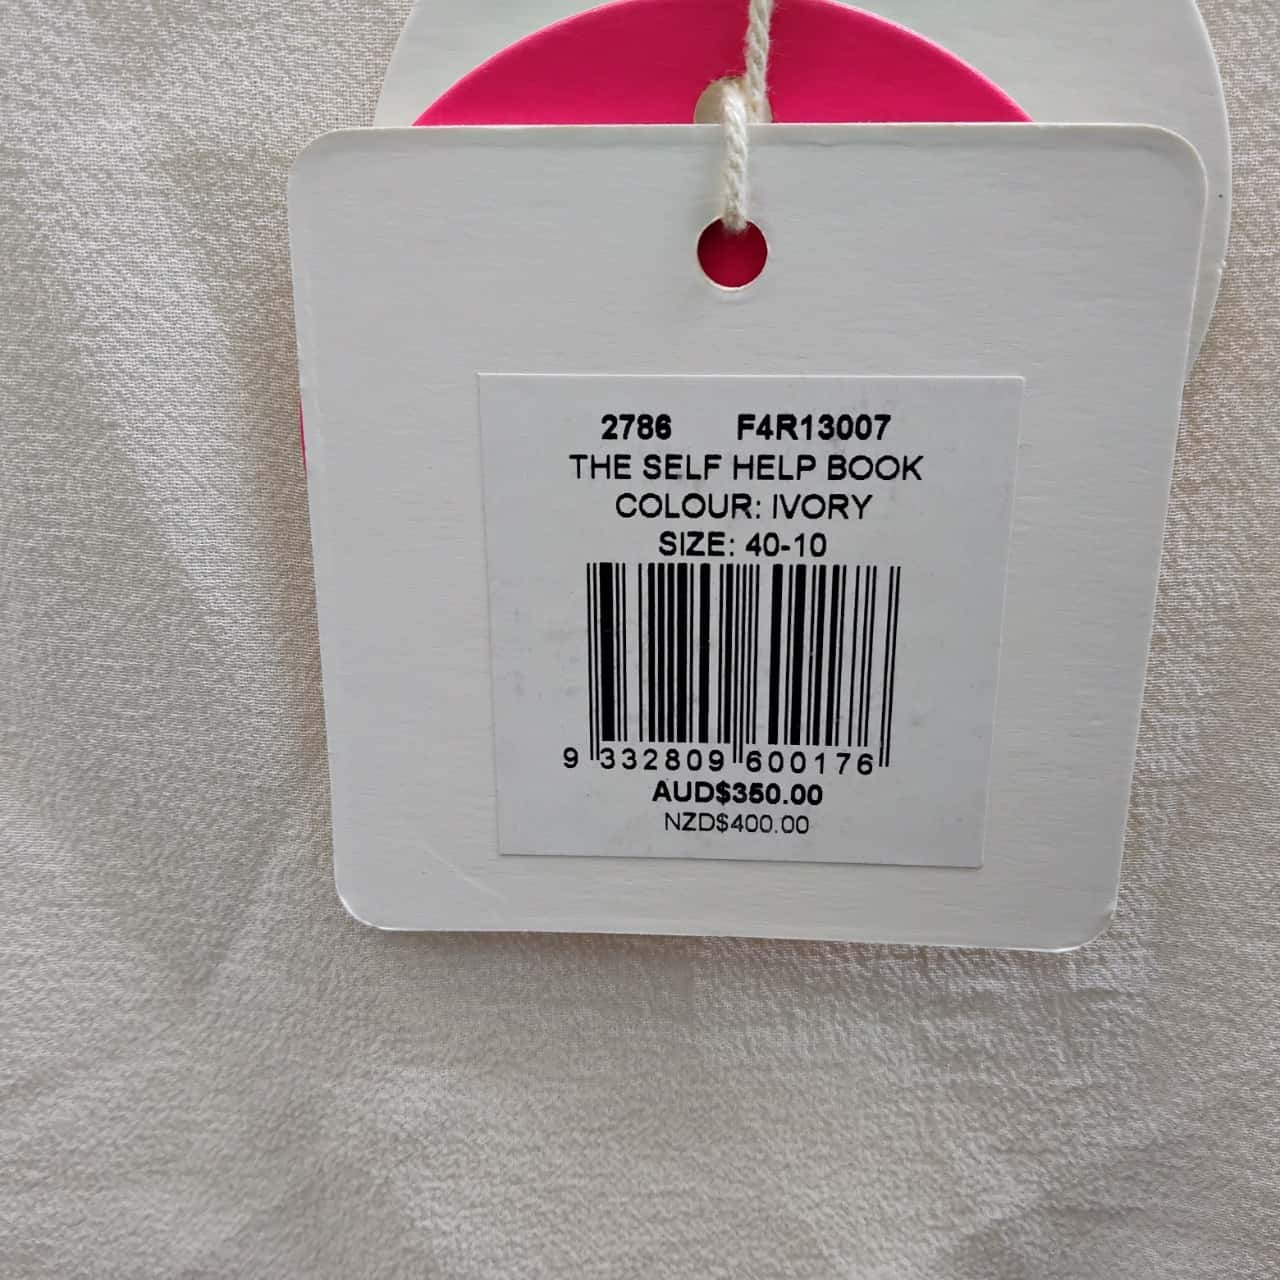 2786 F4R13007
THE SELF HELP BOOK
COLOUR: IVORY
SIZE: 40-10
9 332809 600176
AUD$350.00
NZD$400.00